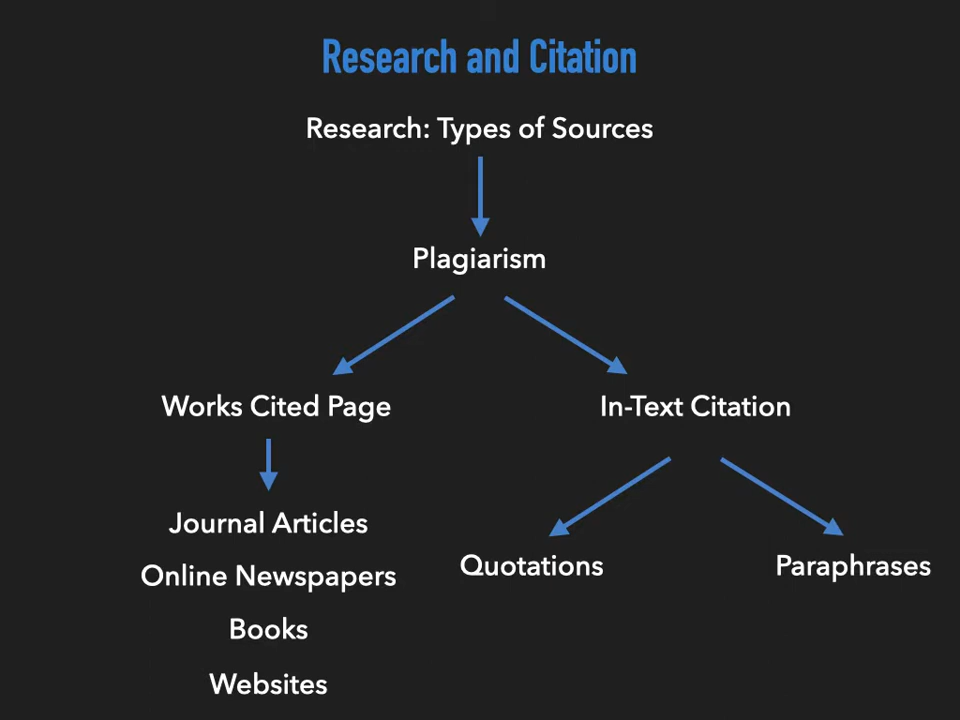 Research and Citation
Research: Types of Sources
Plagiarism
Works Cited Page
In-Text Citation
Journal Articles
Online Newspapers
Books
Websites
Quotations
Paraphrases